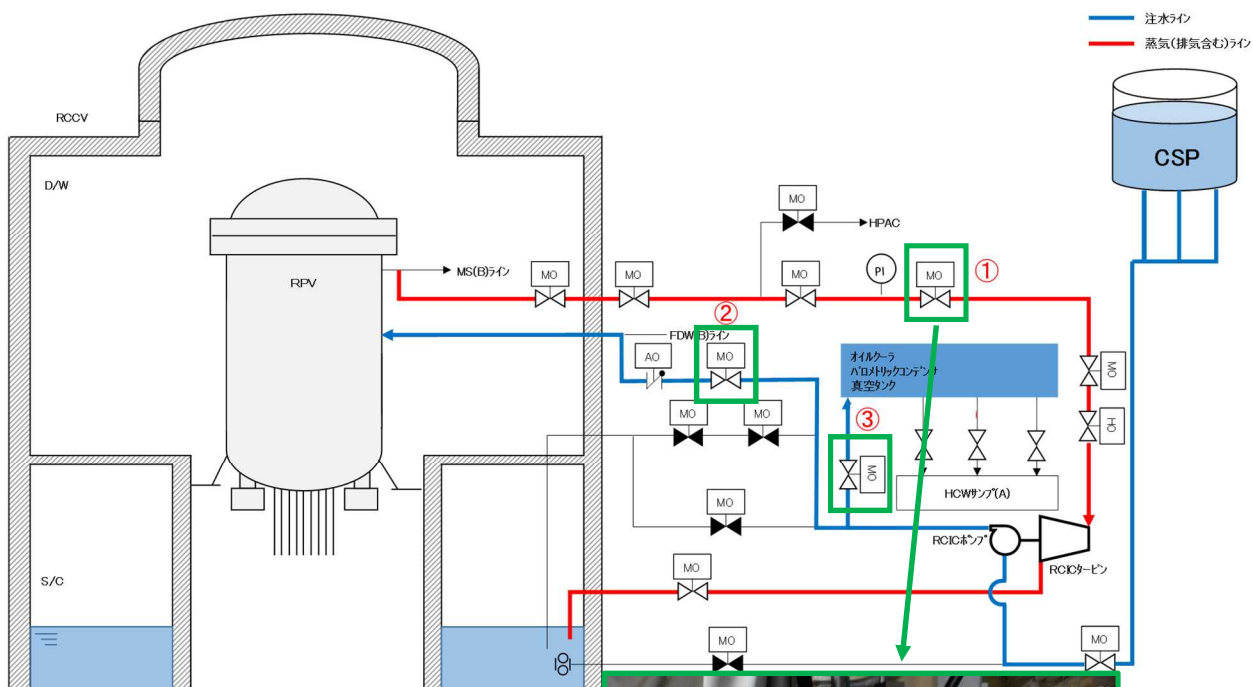 注水ライン
蒸気(排気含む)ライン
RCCV
CSP
D/W
MO
HPAC
RPV
MS(B)ライン
MO
MO
MO
PI
MO
①
②
FDW(B)ライン
AO
MO
オイルクーラ
バロメトリックコンデンサ
真空タンク
MO
MO
MO
③
HO
MO
HCWサンプ(A)
MO
RCICポンプ
RCICタービン
S/C
MO
MO
MO